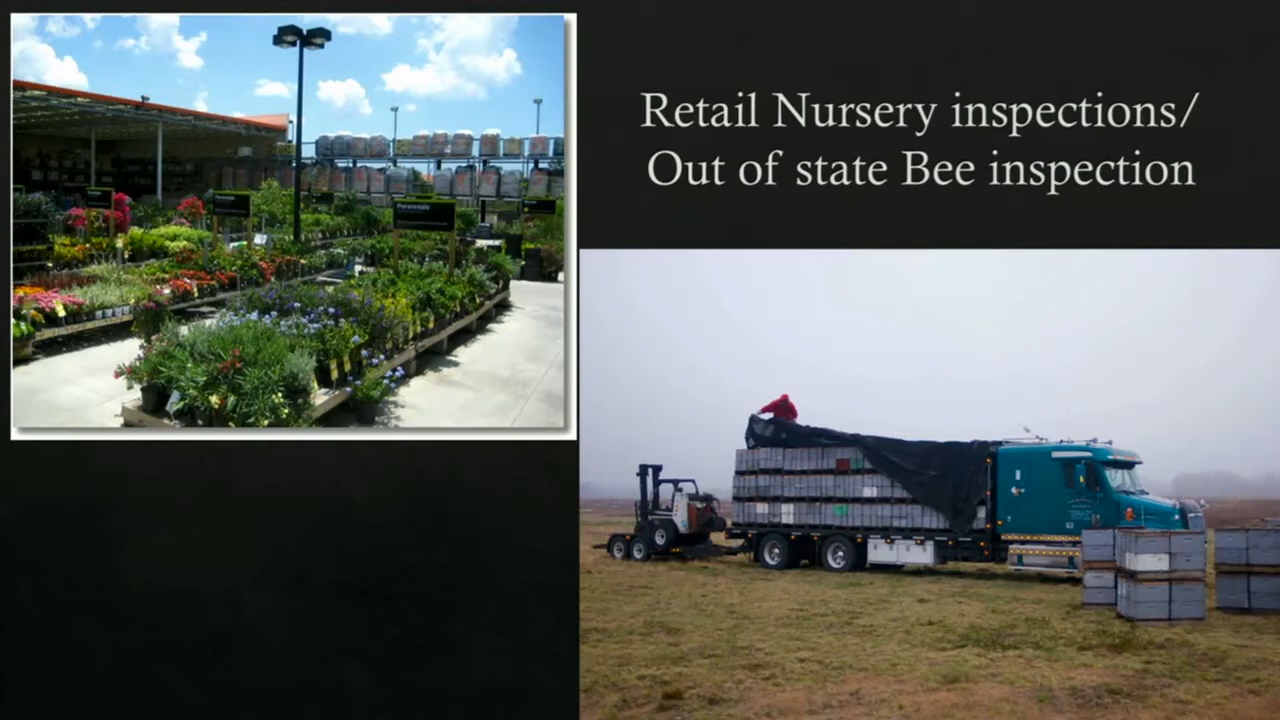 Retail Nursery inspections/
Out of state Bee inspection
Perennials